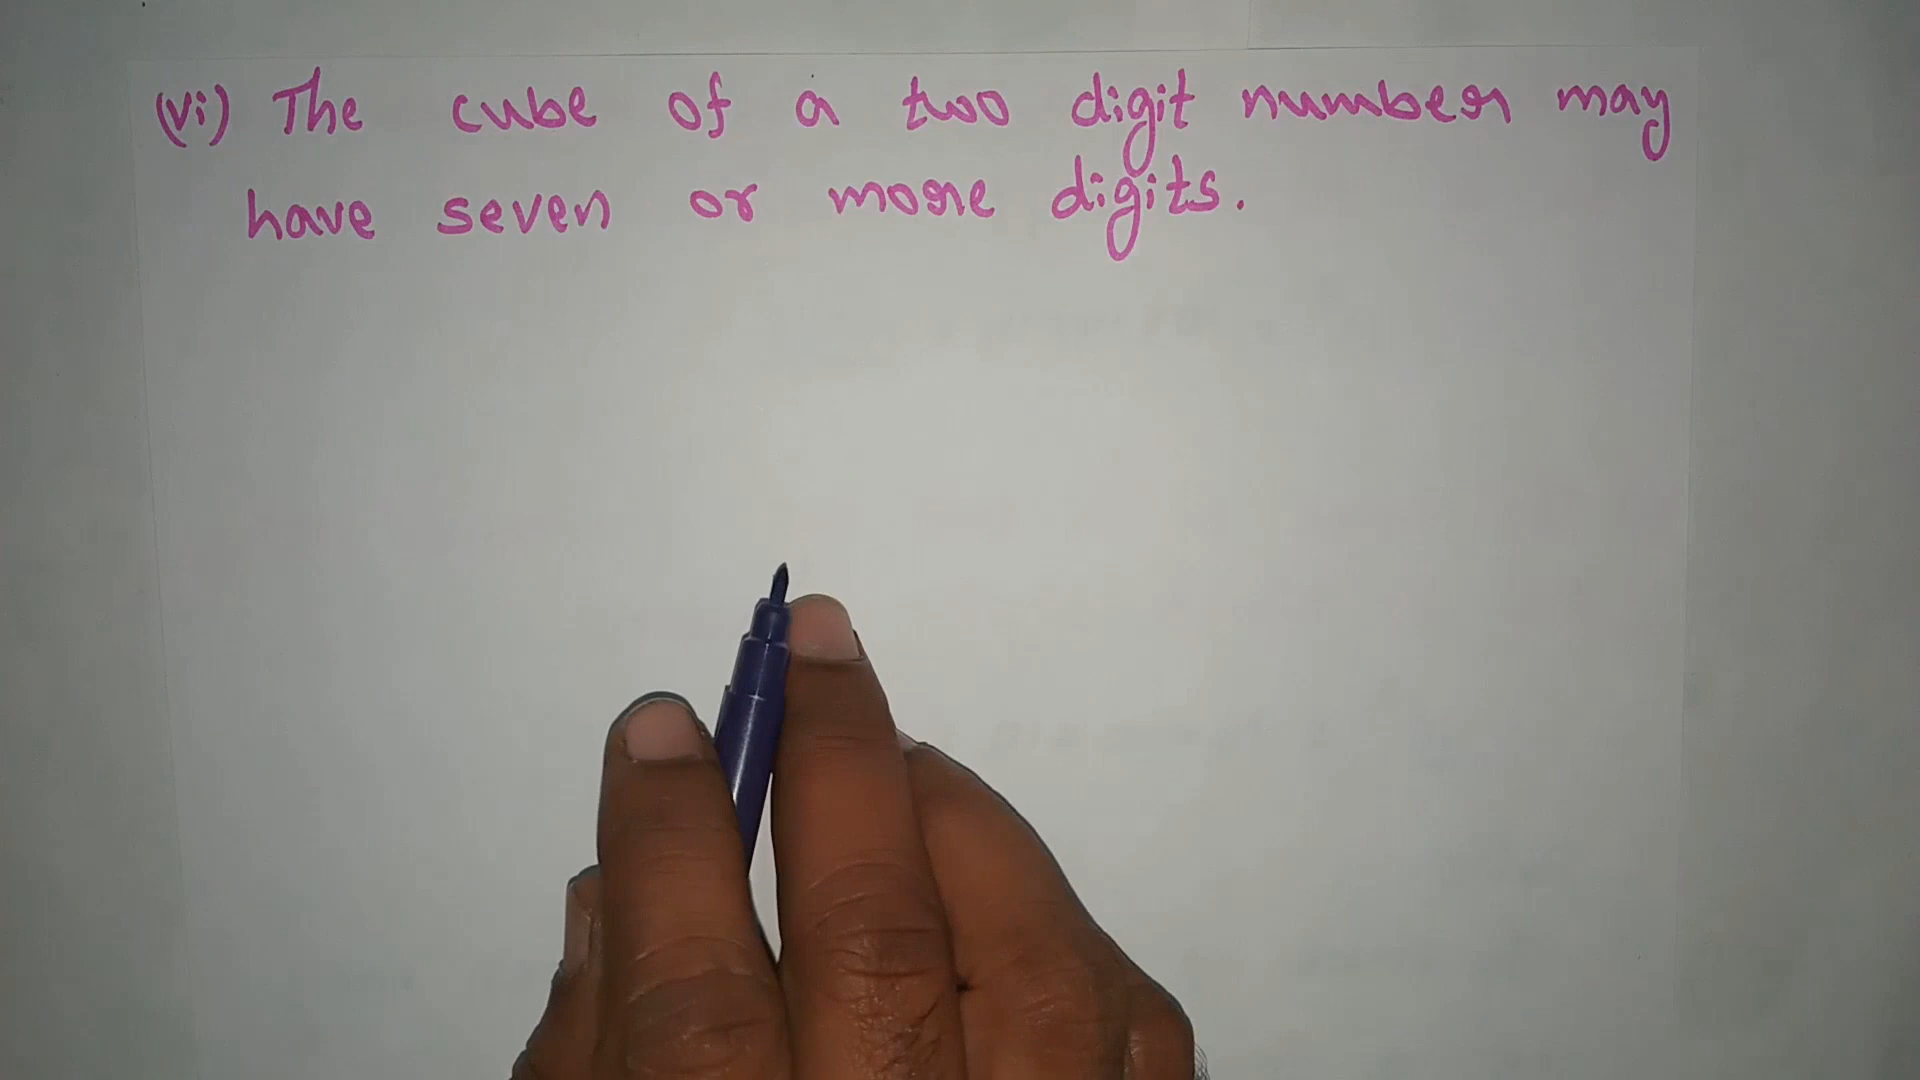 (vi) The cube of a two digit number may
have seven or more digits.